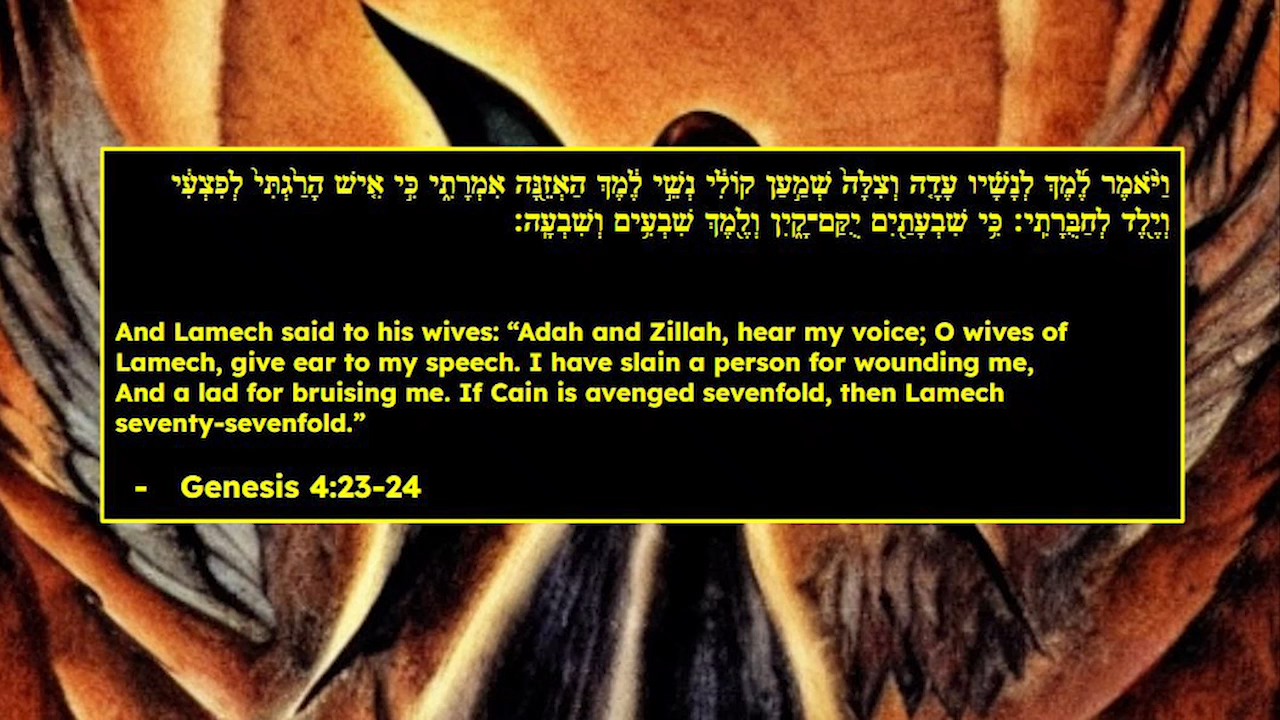 וַיֹּ֨אמֶר לֶ֜מֶךְ לְנָשָׁ֗יו עָדָ֤ה וְצִלָּה֙ שְׁמַ֣עַן קוֹלִ֔י נְשֵׁ֣י לֶ֔מֶךְ הַאְזֵ֖נָּה אִמְרָתִ֑י כִּ֣י אִ֤ישׁ הָרַ֙גְתִּי֙ לְפִצְעִ֔י
וְיֶ֖לֶד לְחַבֻּרָתִֽי׃ כִּ֥י שִׁבְעָתַ֖יִם יֻקַּם־קָ֑יִן וְלֶ֖מֶךְ שִׁבְעִ֥ים וְשִׁבְעָֽה׃
And Lamech said to his wives: “Adah and Zillah, hear my voice; O wives of
Lamech, give ear to my speech. I have slain a person for wounding me,
And a lad for bruising me. If Cain is avenged sevenfold, then Lamech
seventy-sevenfold.”
- Genesis 4:23-24